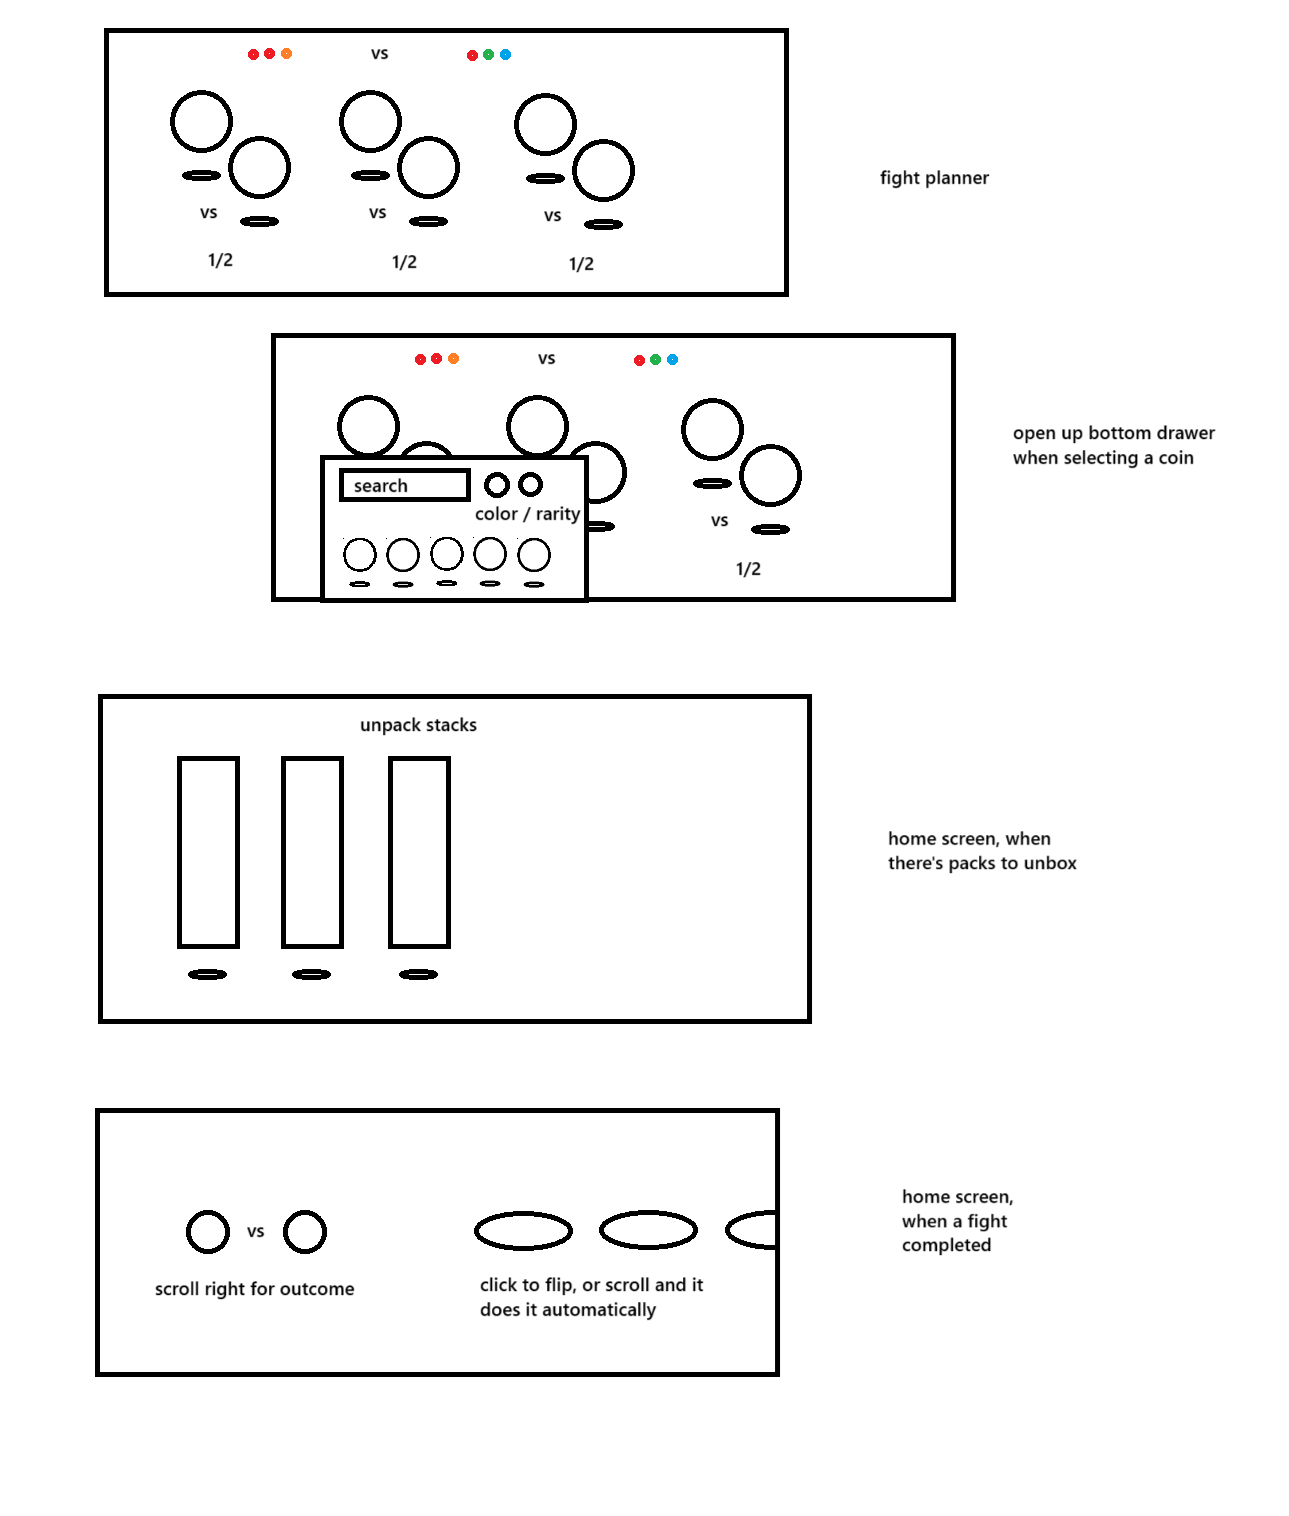 vs
vs
vs
vs
1/2
1/2
1/2
fight planner
vs
search
color / rarity
vs
1/2
open up bottom drawer
when selecting a coin
unpack stacks
home screen, when
there's packs to unbox
vs
scroll right for outcome
click to flip, or scroll and it
does it automatically
home screen,
when a fight
completed